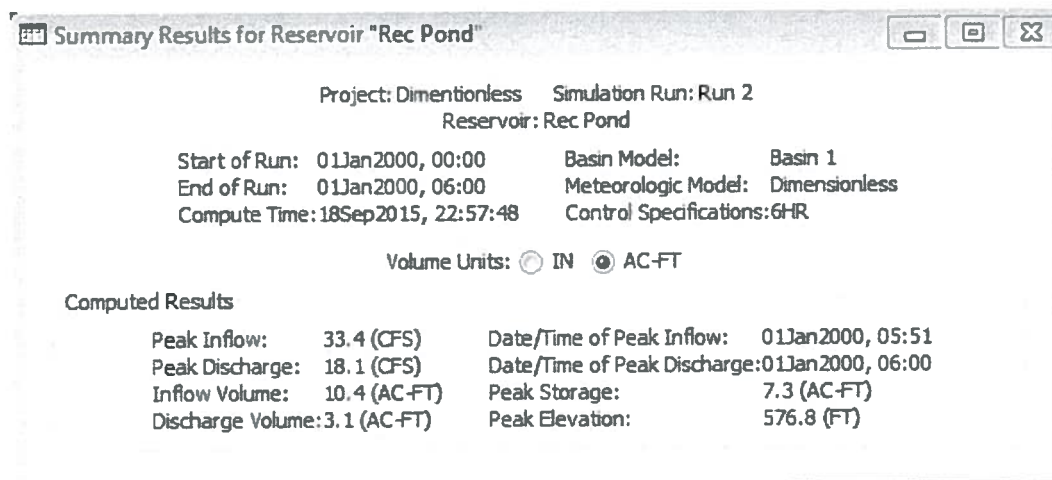 Summary Results for Reservoir "Rec Pond"
Project: Dimentionless Simulation Run: Run 2
Reservoir: Rec Pond
Start of Run: 01Jan2000, 00:00 Basin Model: Basin 1
End of Run: 01Jan2000, 06:00 Meteorologic Model: Dimensionless
Compute Time: 18Sep2015, 22:57:48 Control Specifications: 6HR
Volume Units: IN AC-FT
Computed Results
Peak Inflow: 33.4 (CFS) Date/Time of Peak Inflow: 01Jan2000, 05:51
Peak Discharge: 18.1 (CFS) Date/Time of Peak Discharge: 01Jan2000, 06:00
Inflow Volume: 10.4 (AC-FT) Peak Storage: 7.3 (AC-FT)
Discharge Volume: 3.1 (AC-FT) Peak Elevation: 576.8 (FT)